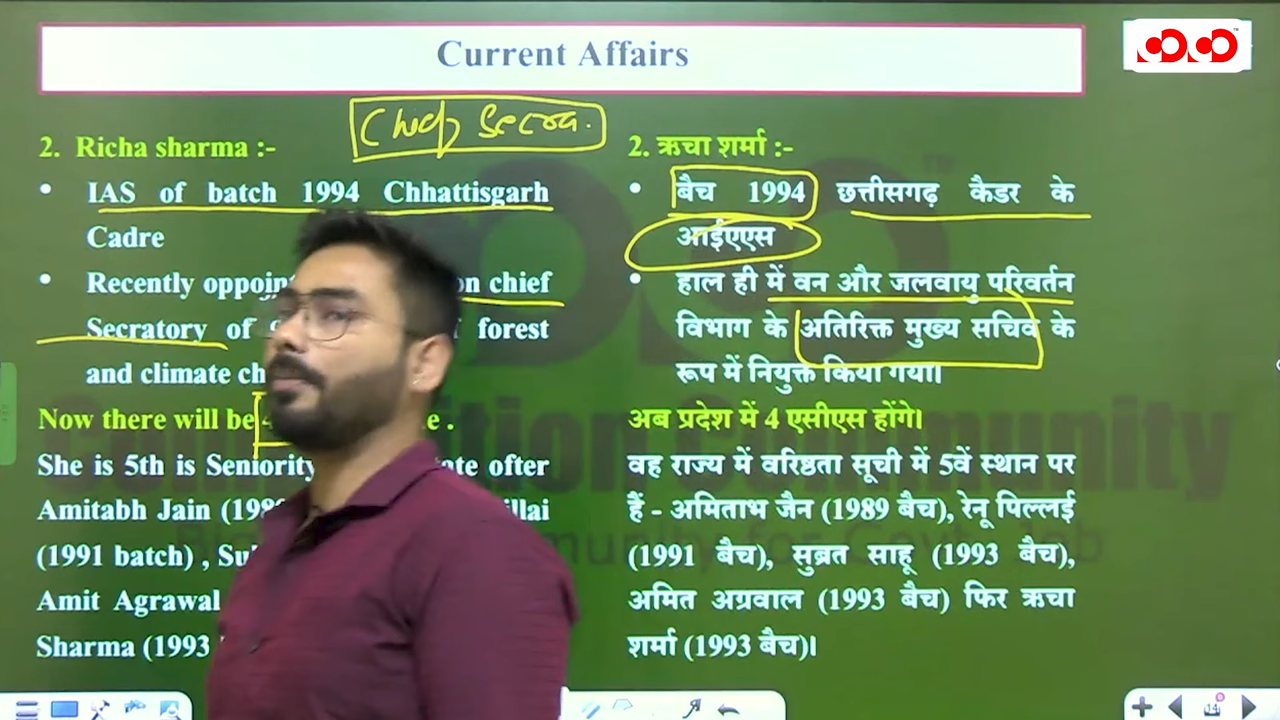 Current Affairs
Chief Secra.
2. Richa sharma :-
• IAS of batch 1994 Chhattisgarh
Cadre
• Recently oppoin on chief
Secratory of forest
and climate ch
Now there will be 4 e .
She is 5th is Seniority ate ofter
Amitabh Jain (198 illai
(1991 batch) , Su
Amit Agrawal
Sharma (1993
2. ऋचा शर्मा :-
• बैच 1994 छत्तीसगढ़ कैडर के
आईएएस
• हाल ही में वन और जलवायु परिवर्तन
विभाग के अतिरिक्त मुख्य सचिव के
रूप में नियुक्त किया गया।
अब प्रदेश में 4 एसीएस होंगे।
वह राज्य में वरिष्ठता सूची में 5वें स्थान पर
हैं - अमिताभ जैन (1989 बैच), रेनू पिल्लई
(1991 बैच), सुब्रत साहू (1993 बैच),
अमित अग्रवाल (1993 बैच) फिर ऋचा
शर्मा (1993 बैच)।